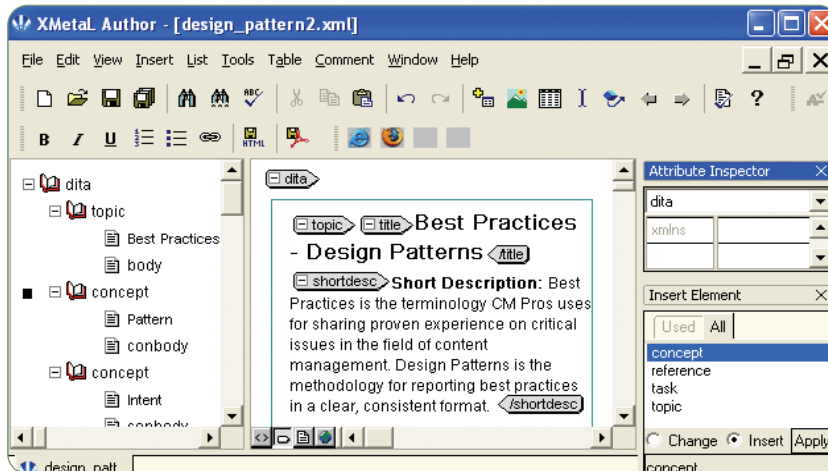 XMetaL Author - [design_pattern2.xml]
File Edit View Insert List Tools Table Comment Window Help
ABC
?
B I U HTML
dita
topic
Best Practices
body
concept
Pattern
conbody
concept
Intent
conbody
dita
topic title Best Practices
- Design Patterns /title
shortdesc Short Description: Best
Practices is the terminology CM Pros uses
for sharing proven experience on critical
issues in the field of content
management. Design Patterns is the
methodology for reporting best practices
in a clear, consistent format. /shortdesc
Attribute Inspector
dita
xmlns
Insert Element
Used All
concept
reference
task
topic
Change Insert Apply
concept
design_patt